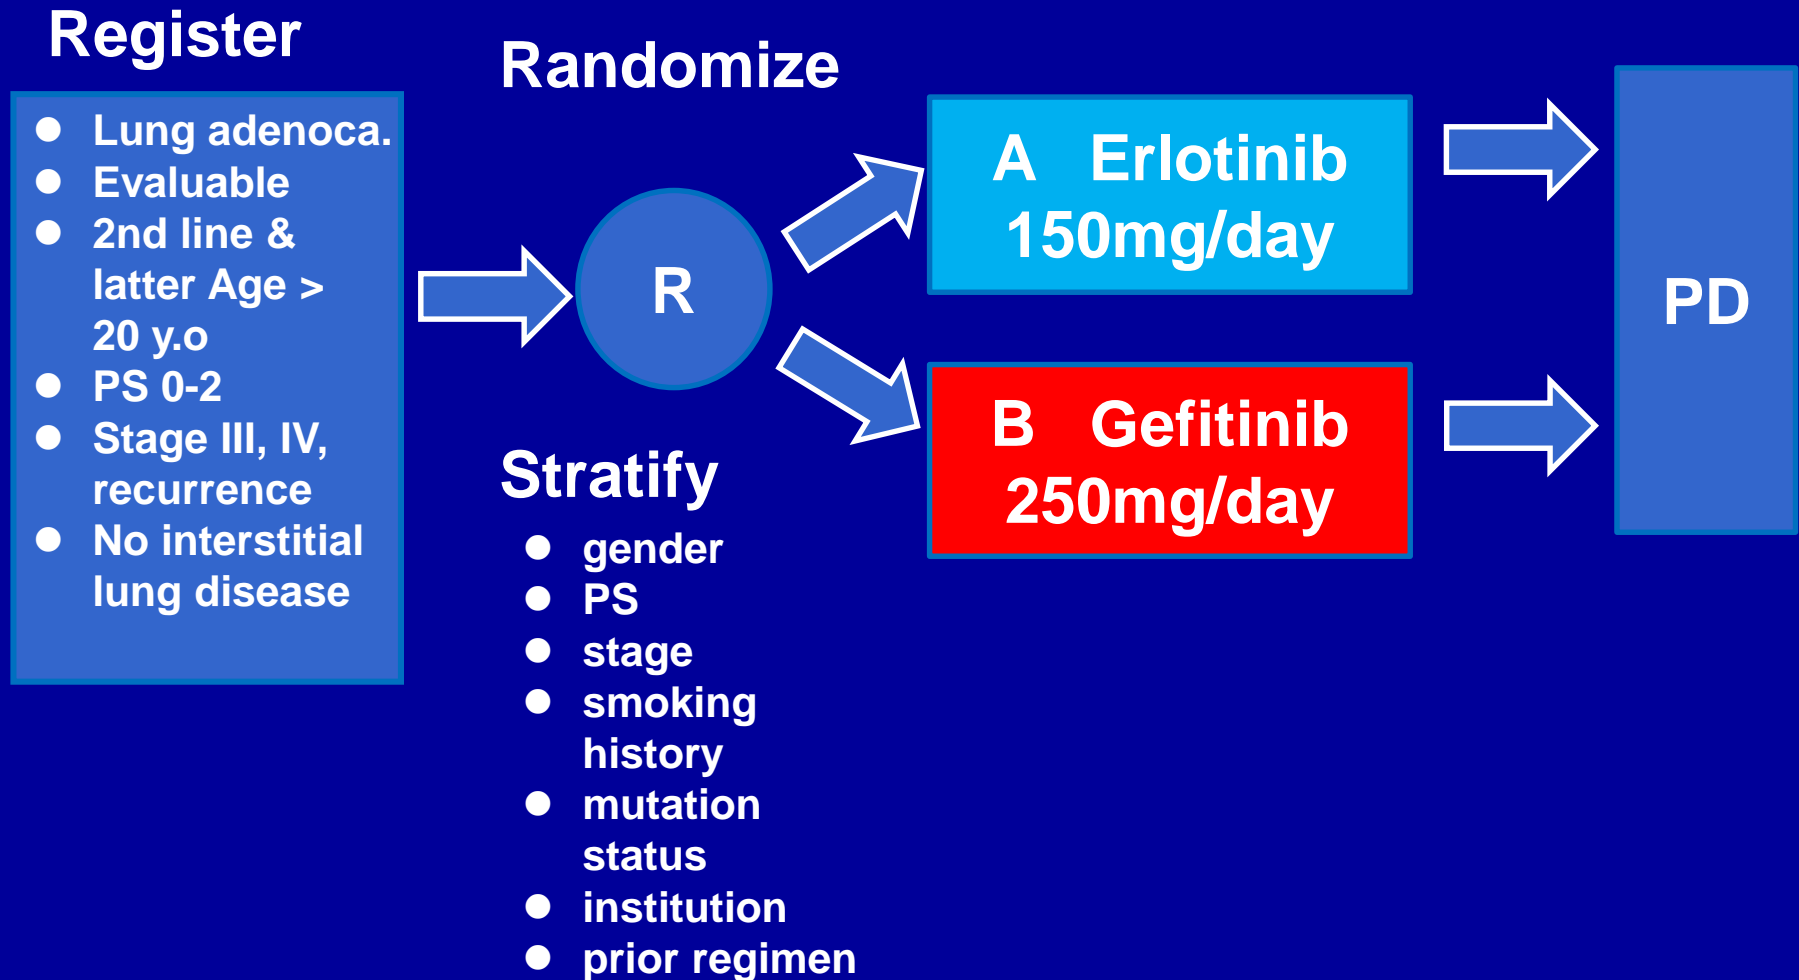 Register
● Lung adenoca.
● Evaluable
● 2nd line &
latter Age >
20 y.o
● PS 0-2
● Stage III, IV,
recurrence
● No interstitial
lung disease
Randomize
R
Stratify
● gender
● PS
● stage
● smoking
history
● mutation
status
● institution
● prior regimen
A Erlotinib
150mg/day
B Gefitinib
250mg/day
PD